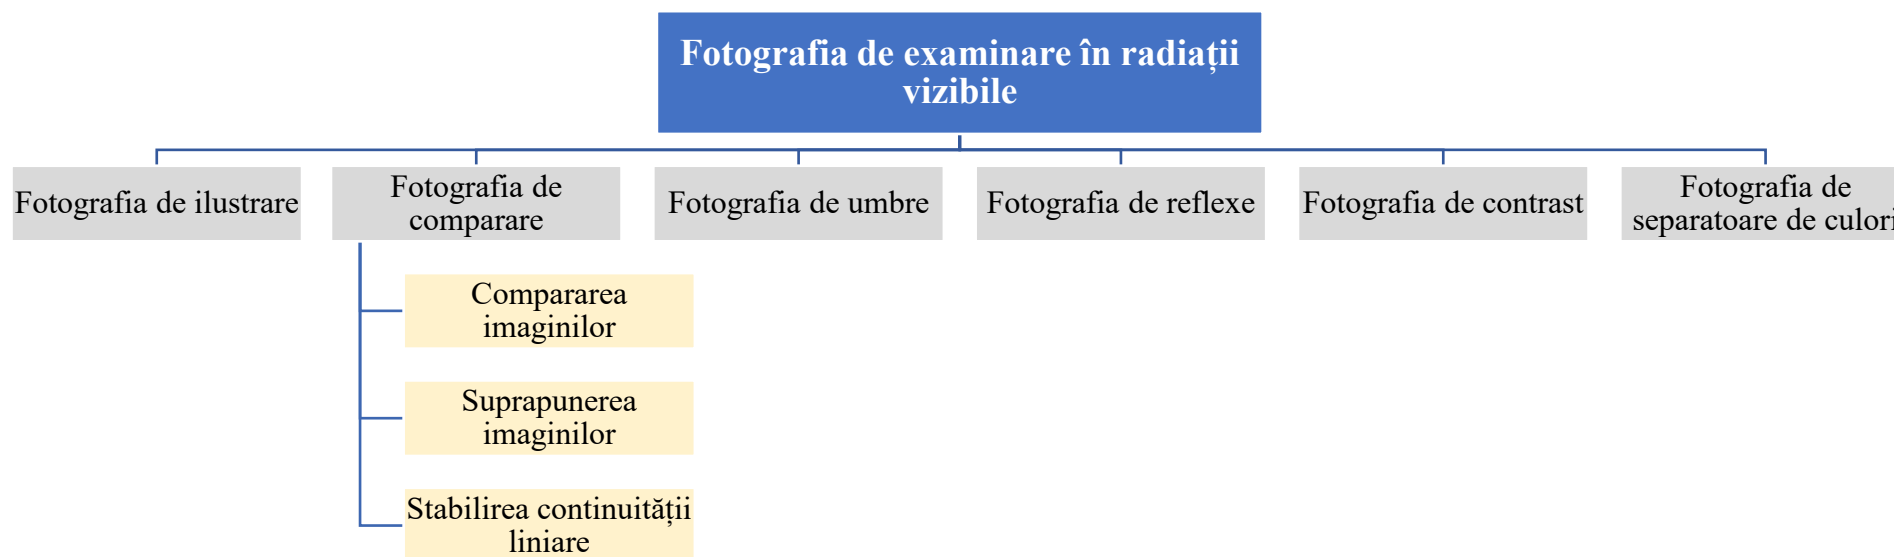 Fotografia de examinare în radiații
vizibile
Fotografia de ilustrare
Fotografia de
comparare
Fotografia de umbre
Fotografia de reflexe
Fotografia de contrast
Fotografia de
separatoare de culori
Compararea
imaginilor
Suprapunerea
imaginilor
Stabilirea continuității
liniare